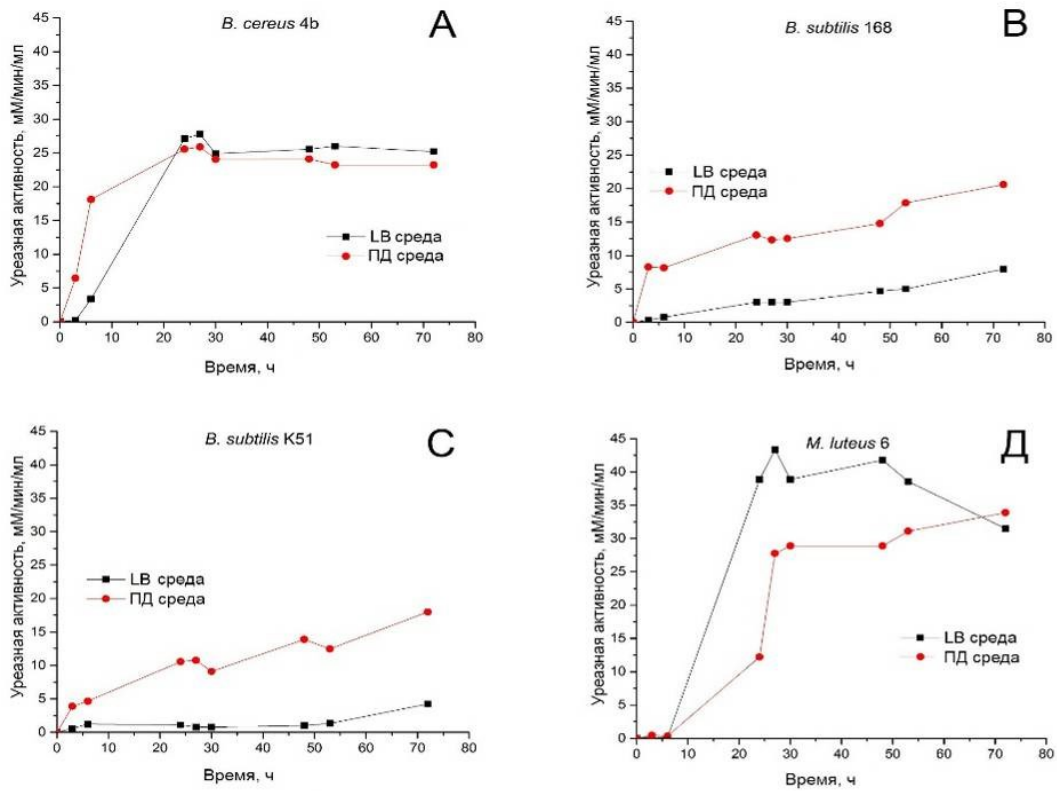 B. cereus 4b
A
Уреазная активность, мМ/мин/мл
45
40
35
30
25
20
15
10
5
0
LB среда
ПД среда
0 10 20 30 40 50 60 70 80
Время, ч
B. subtilis 168
B
Уреазная активность, мМ/мин/мл
45
40
35
30
25
20
15
10
5
0
LB среда
ПД среда
0 10 20 30 40 50 60 70 80
Время, ч
B. subtilis K51
C
Уреазная активность, мМ/мин/мл
45
40
35
30
25
20
15
10
5
0
LB среда
ПД среда
0 10 20 30 40 50 60 70 80
Время, ч
M. luteus 6
Д
Уреазная активность, мМ/мин/мл
45
40
35
30
25
20
15
10
5
0
LB среда
ПД среда
0 10 20 30 40 50 60 70 80
Время, ч